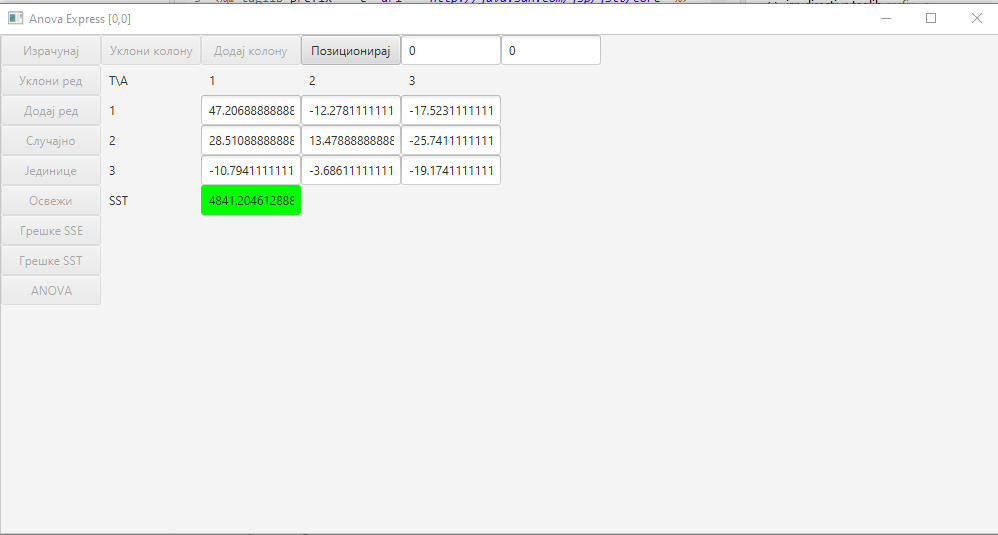 Anova Express [0,0]
Израчунај Уклони колону Додај колону Позиционирај 0 0
Уклони ред T\A 1 2 3
Додај ред 1 47.20688888888 -12.2781111111 -17.5231111111
Случајно 2 28.51088888888 13.47888888888 -25.7411111111
Јединице 3 -10.7941111111 -3.68611111111 -19.1741111111
Освежи SST 4841.204612888
Грешке SSE
Грешке SST
ANOVA